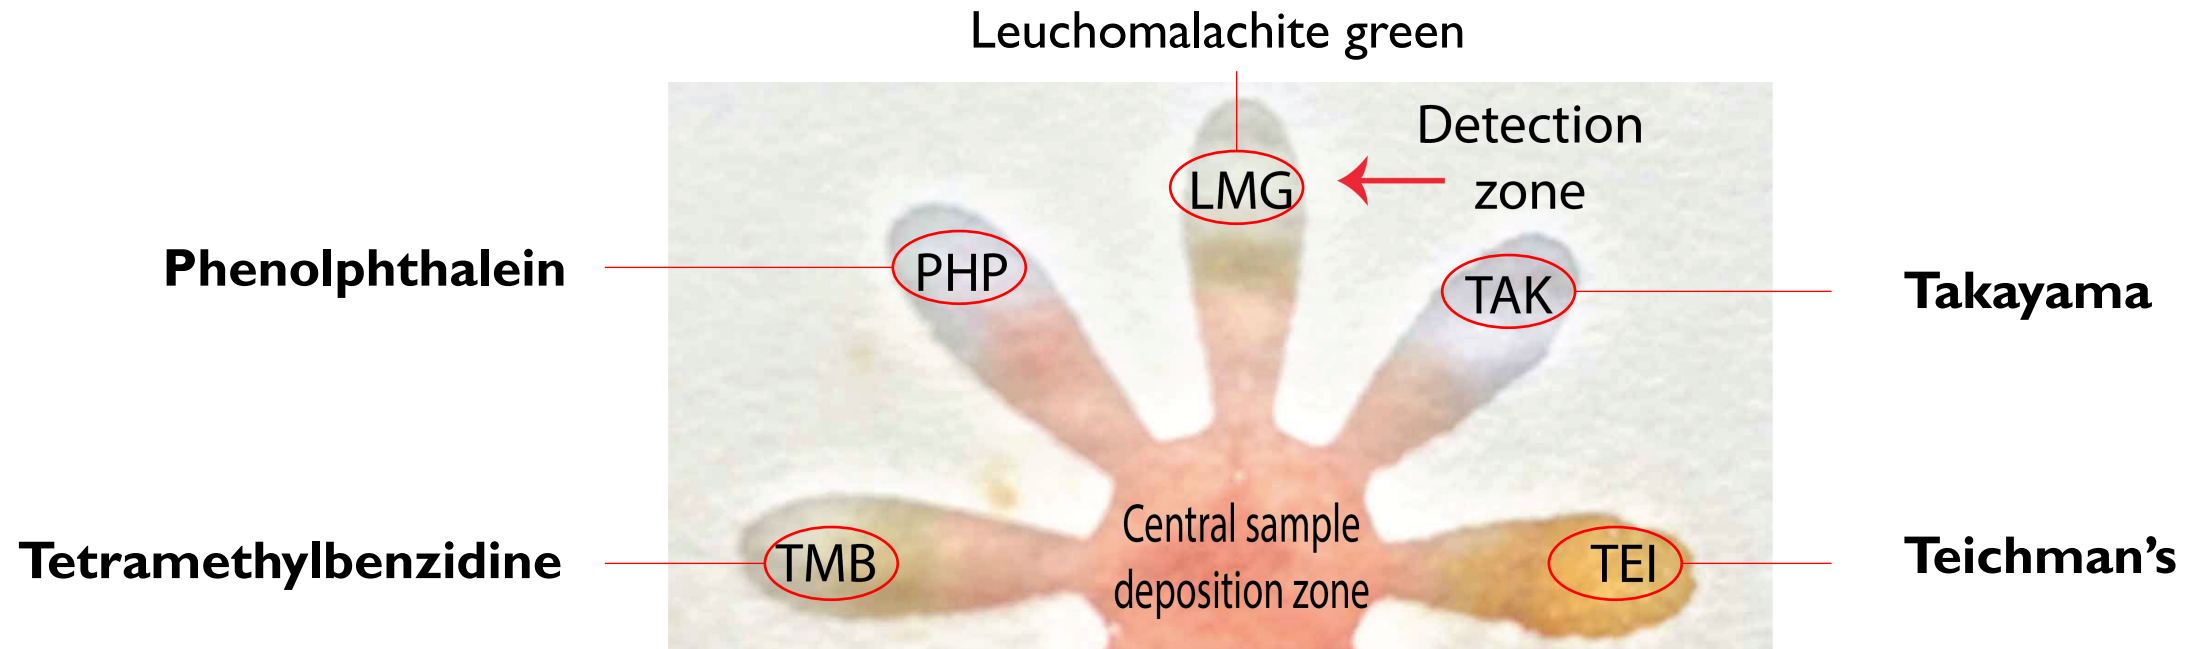 Leuchomalachite green
Detection
zone
LMG
Phenolphthalein
PHP
TAK
Takayama
Central sample
deposition zone
Tetramethylbenzidine
TMB
TEI
Teichman's